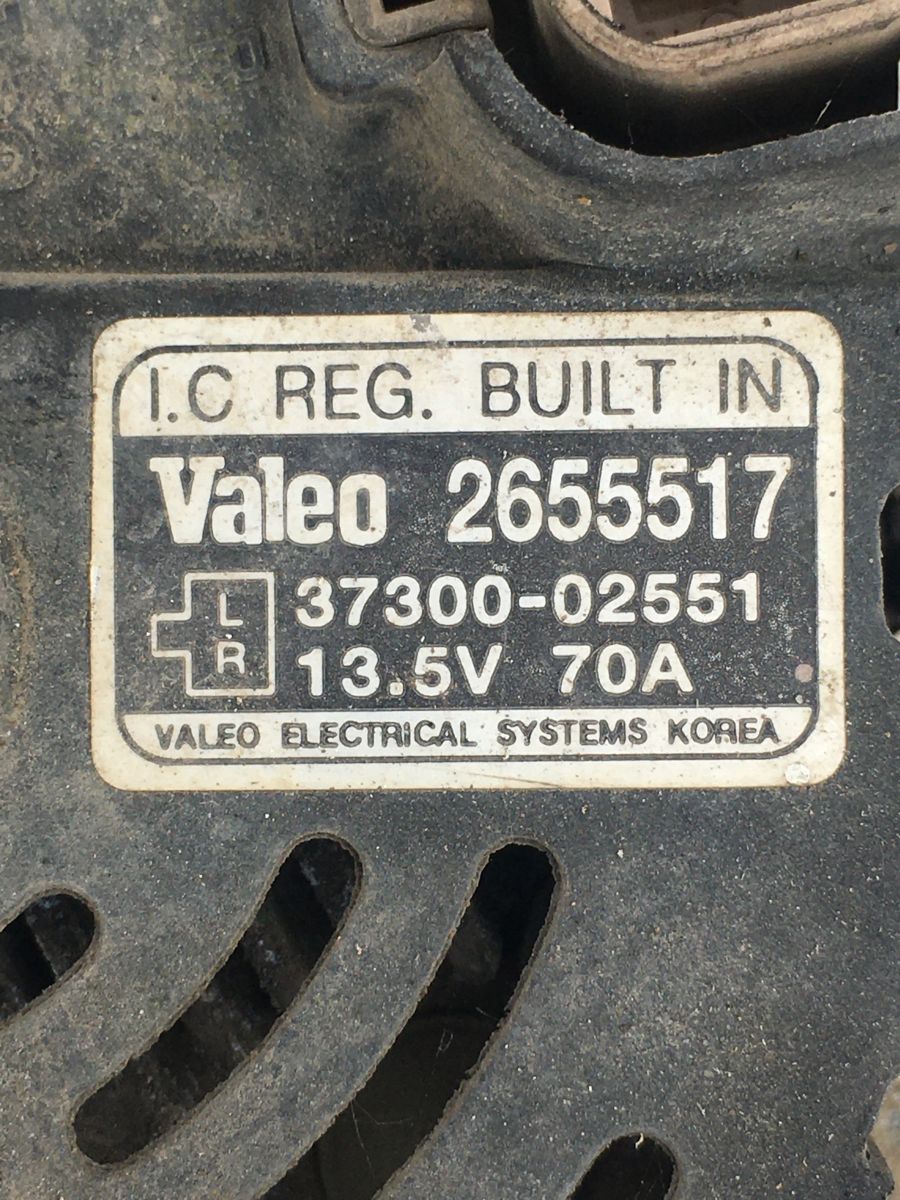 I.C REG. BUILT IN
Valeo 2655517
L 37300-02551
R 13.5V 70A
VALEO ELECTRICAL SYSTEMS KOREA